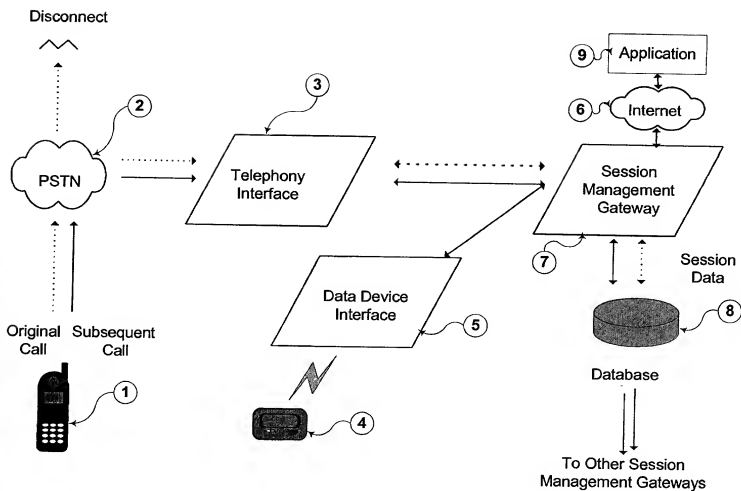 Disconnect
9
Application
3
2
6
Internet
PSTN
Telephony
Interface
Session
Management
Gateway
7
Session
Data
Data Device
Interface
5
8
Original
Call
Subsequent
Call
Database
1
4
To Other Session
Management Gateways